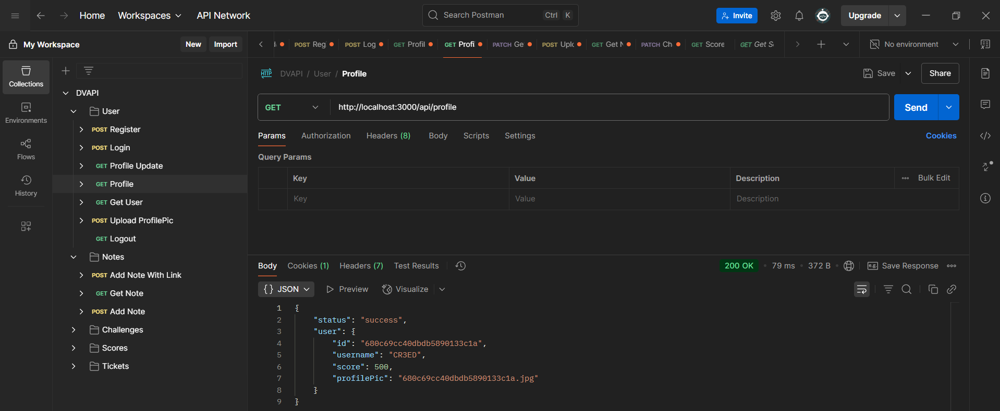 Home Workspaces API Network Search Postman Ctrl K Invite Upgrade
My Workspace New Import
POST Reg POST Log GET Profil GET Profi PATCH Ge POST Uplo GET Get N PATCH Ch GET Score GET Get S No environment
Collections
Environments
Flows
History
DVAPI
User
POST Register
POST Login
GET Profile Update
GET Profile
GET Get User
POST Upload ProfilePic
GET Logout
Notes
POST Add Note With Link
GET Get Note
POST Add Note
Challenges
Scores
Tickets
HTTP DVAPI / User / Profile Save Share
GET http://localhost:3000/api/profile Send
Params Authorization Headers (8) Body Scripts Settings Cookies
Query Params
Key Value Description Bulk Edit
Key Value Description
Body Cookies (1) Headers (7) Test Results 200 OK 79 ms 372 B e.g. Save Response
{} JSON Preview Visualize
1 {
2 "status": "success",
3 "user": {
4 "id": "680c69cc40dbdb5890133c1a",
5 "username": "CR3ED",
6 "score": 500,
7 "profilePic": "680c69cc40dbdb5890133c1a.jpg"
8 }
9 }